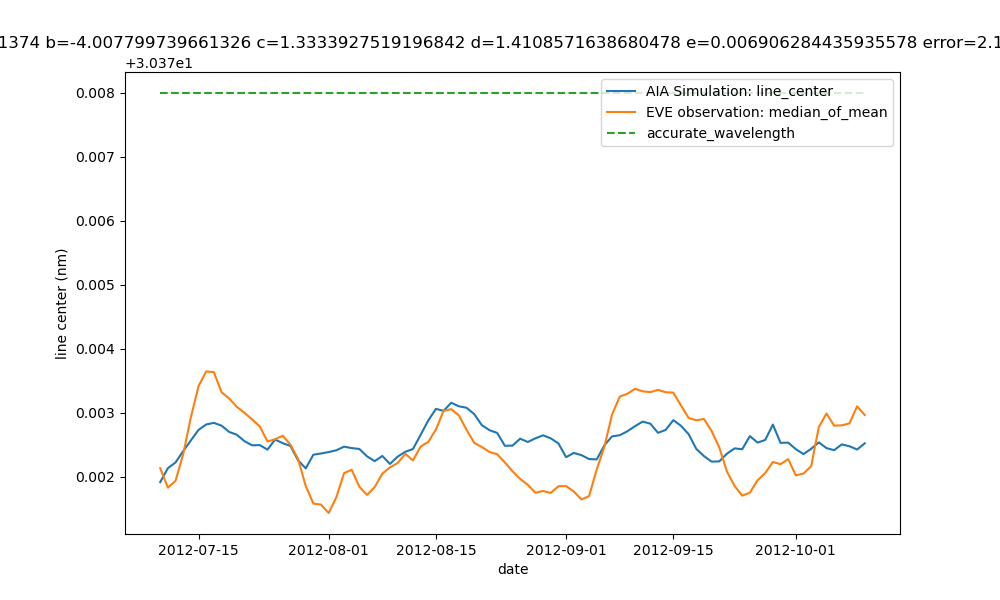 1374 b=-4.007799739661326 c=1.3333927519196842 d=1.4108571638680478 e=0.006906284435935578 error=2.1
+3.037e1
AIA Simulation: line_center
EVE observation: median_of_mean
accurate_wavelength
0.008
0.007
0.006
0.005
0.004
0.003
0.002
line center (nm)
2012-07-15 2012-08-01 2012-08-15 2012-09-01 2012-09-15 2012-10-01
date